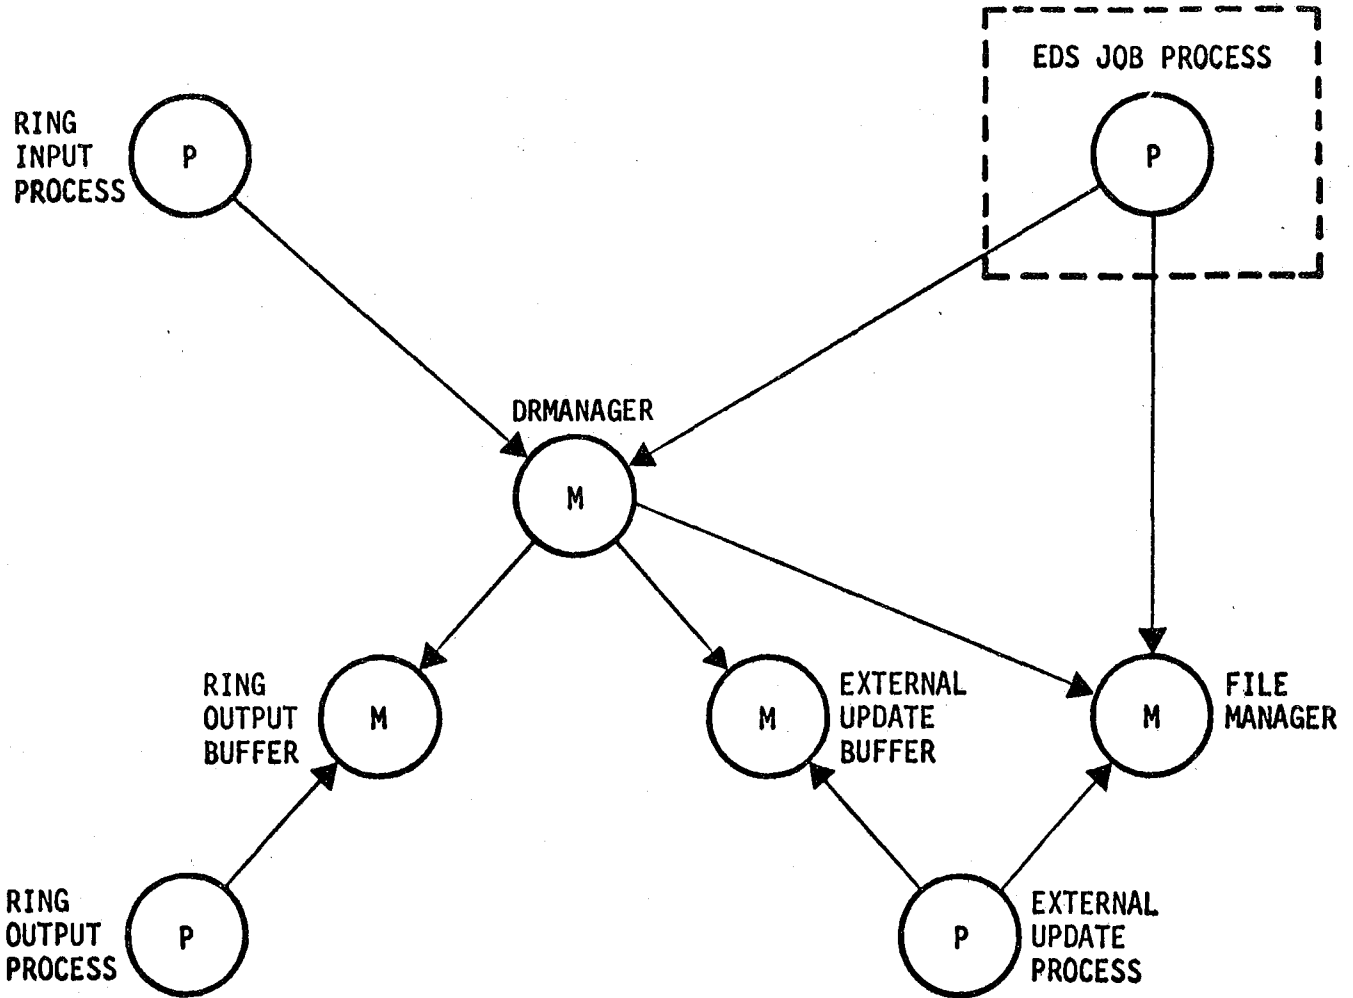 EDS JOB PROCESS
RING
INPUT
PROCESS
P
P
DRMANAGER
M
RING
OUTPUT
BUFFER
M
M
EXTERNAL
UPDATE
BUFFER
M
FILE
MANAGER
RING
OUTPUT
PROCESS
P
P
EXTERNAL
UPDATE
PROCESS